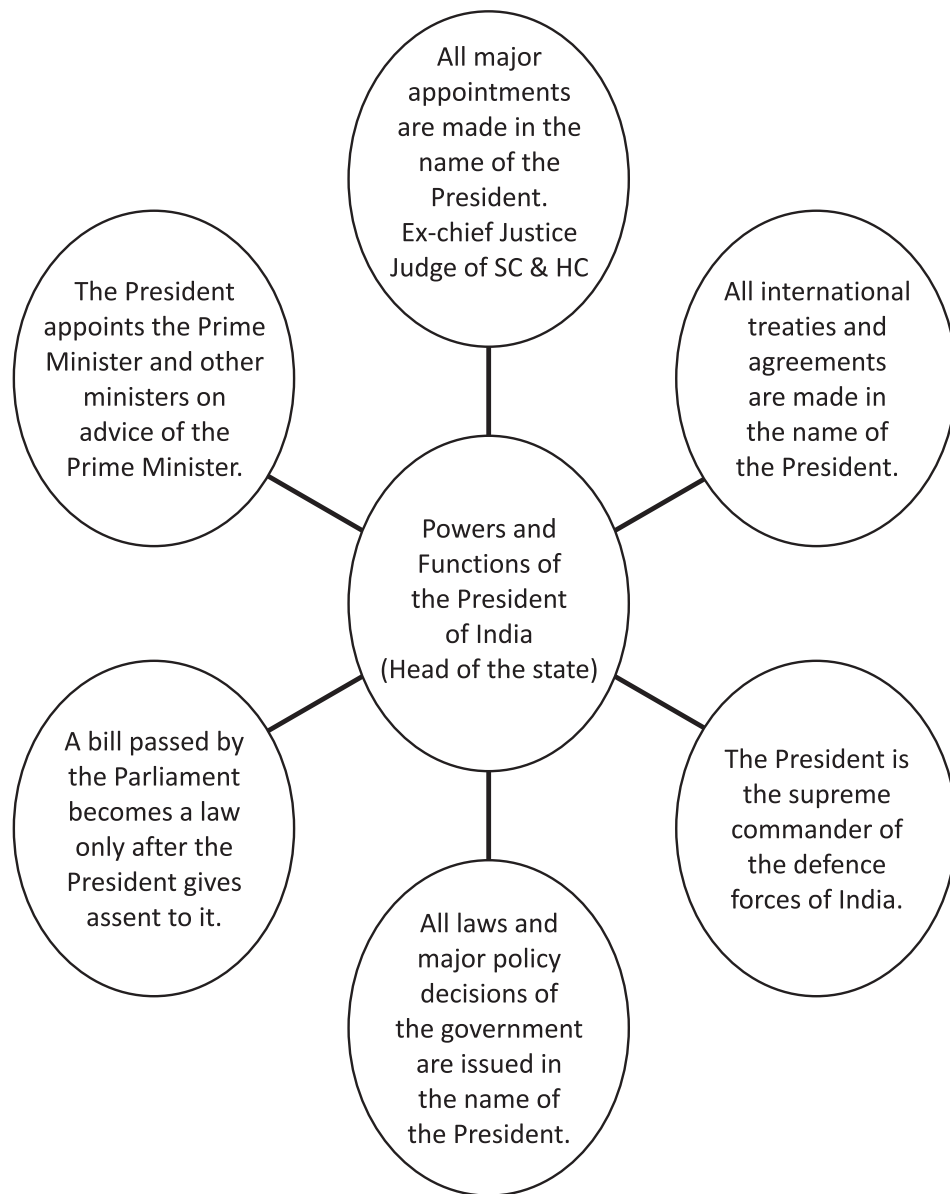 All major
appointments
are made in the
name of the
President.
Ex-chief Justice
Judge of SC & HC
The President
appoints the Prime
Minister and other
ministers on
advice of the
Prime Minister.
All international
treaties and
agreements
are made in
the name of
the President.
Powers and
Functions of
the President
of India
(Head of the state)
A bill passed by
the Parliament
becomes a law
only after the
President gives
assent to it.
The President is
the supreme
commander of
the defence
forces of India.
All laws and
major policy
decisions of
the government
are issued in
the name of
the President.